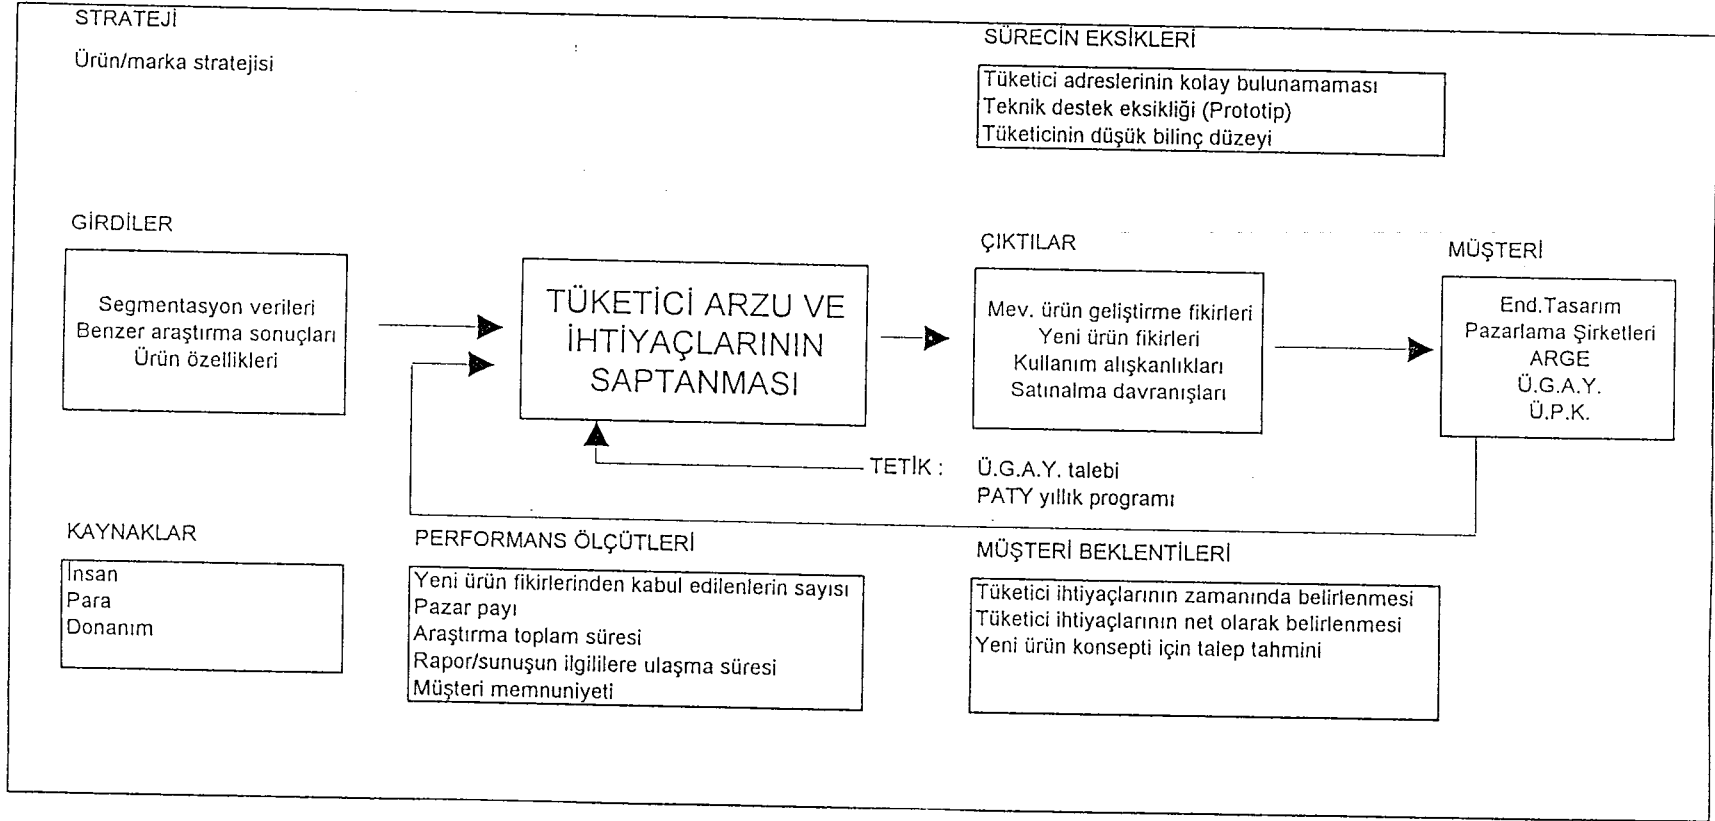 STRATEJİ
Ürün/marka stratejisi
SÜRECİN EKSİKLERİ
Tüketici adreslerinin kolay bulunamaması
Teknik destek eksikliği (Prototip)
Tüketicinin düşük bilinç düzeyi
GİRDİLER
Segmentasyon verileri
Benzer araştırma sonuçları
Ürün özellikleri
TÜKETİCİ ARZU VE
İHTİYAÇLARININ
SAPTANMASI
ÇIKTILAR
Mev. ürün geliştirme fikirleri
Yeni ürün fikirleri
Kullanım alışkanlıkları
Satınalma davranışları
MÜŞTERİ
End.Tasarım
Pazarlama Şirketleri
ARGE
Ü.G.A.Y.
Ü.P.K.
TETİK : Ü.G.A.Y. talebi
PATY yıllık programı
KAYNAKLAR
İnsan
Para
Donanım
PERFORMANS ÖLÇÜTLERİ
Yeni ürün fikirlerinden kabul edilenlerin sayısı
Pazar payı
Araştırma toplam süresi
Rapor/sunuşun ilgililere ulaşma süresi
Müşteri memnuniyeti
MÜŞTERİ BEKLENTİLERİ
Tüketici ihtiyaçlarının zamanında belirlenmesi
Tüketici ihtiyaçlarının net olarak belirlenmesi
Yeni ürün konsepti için talep tahmini